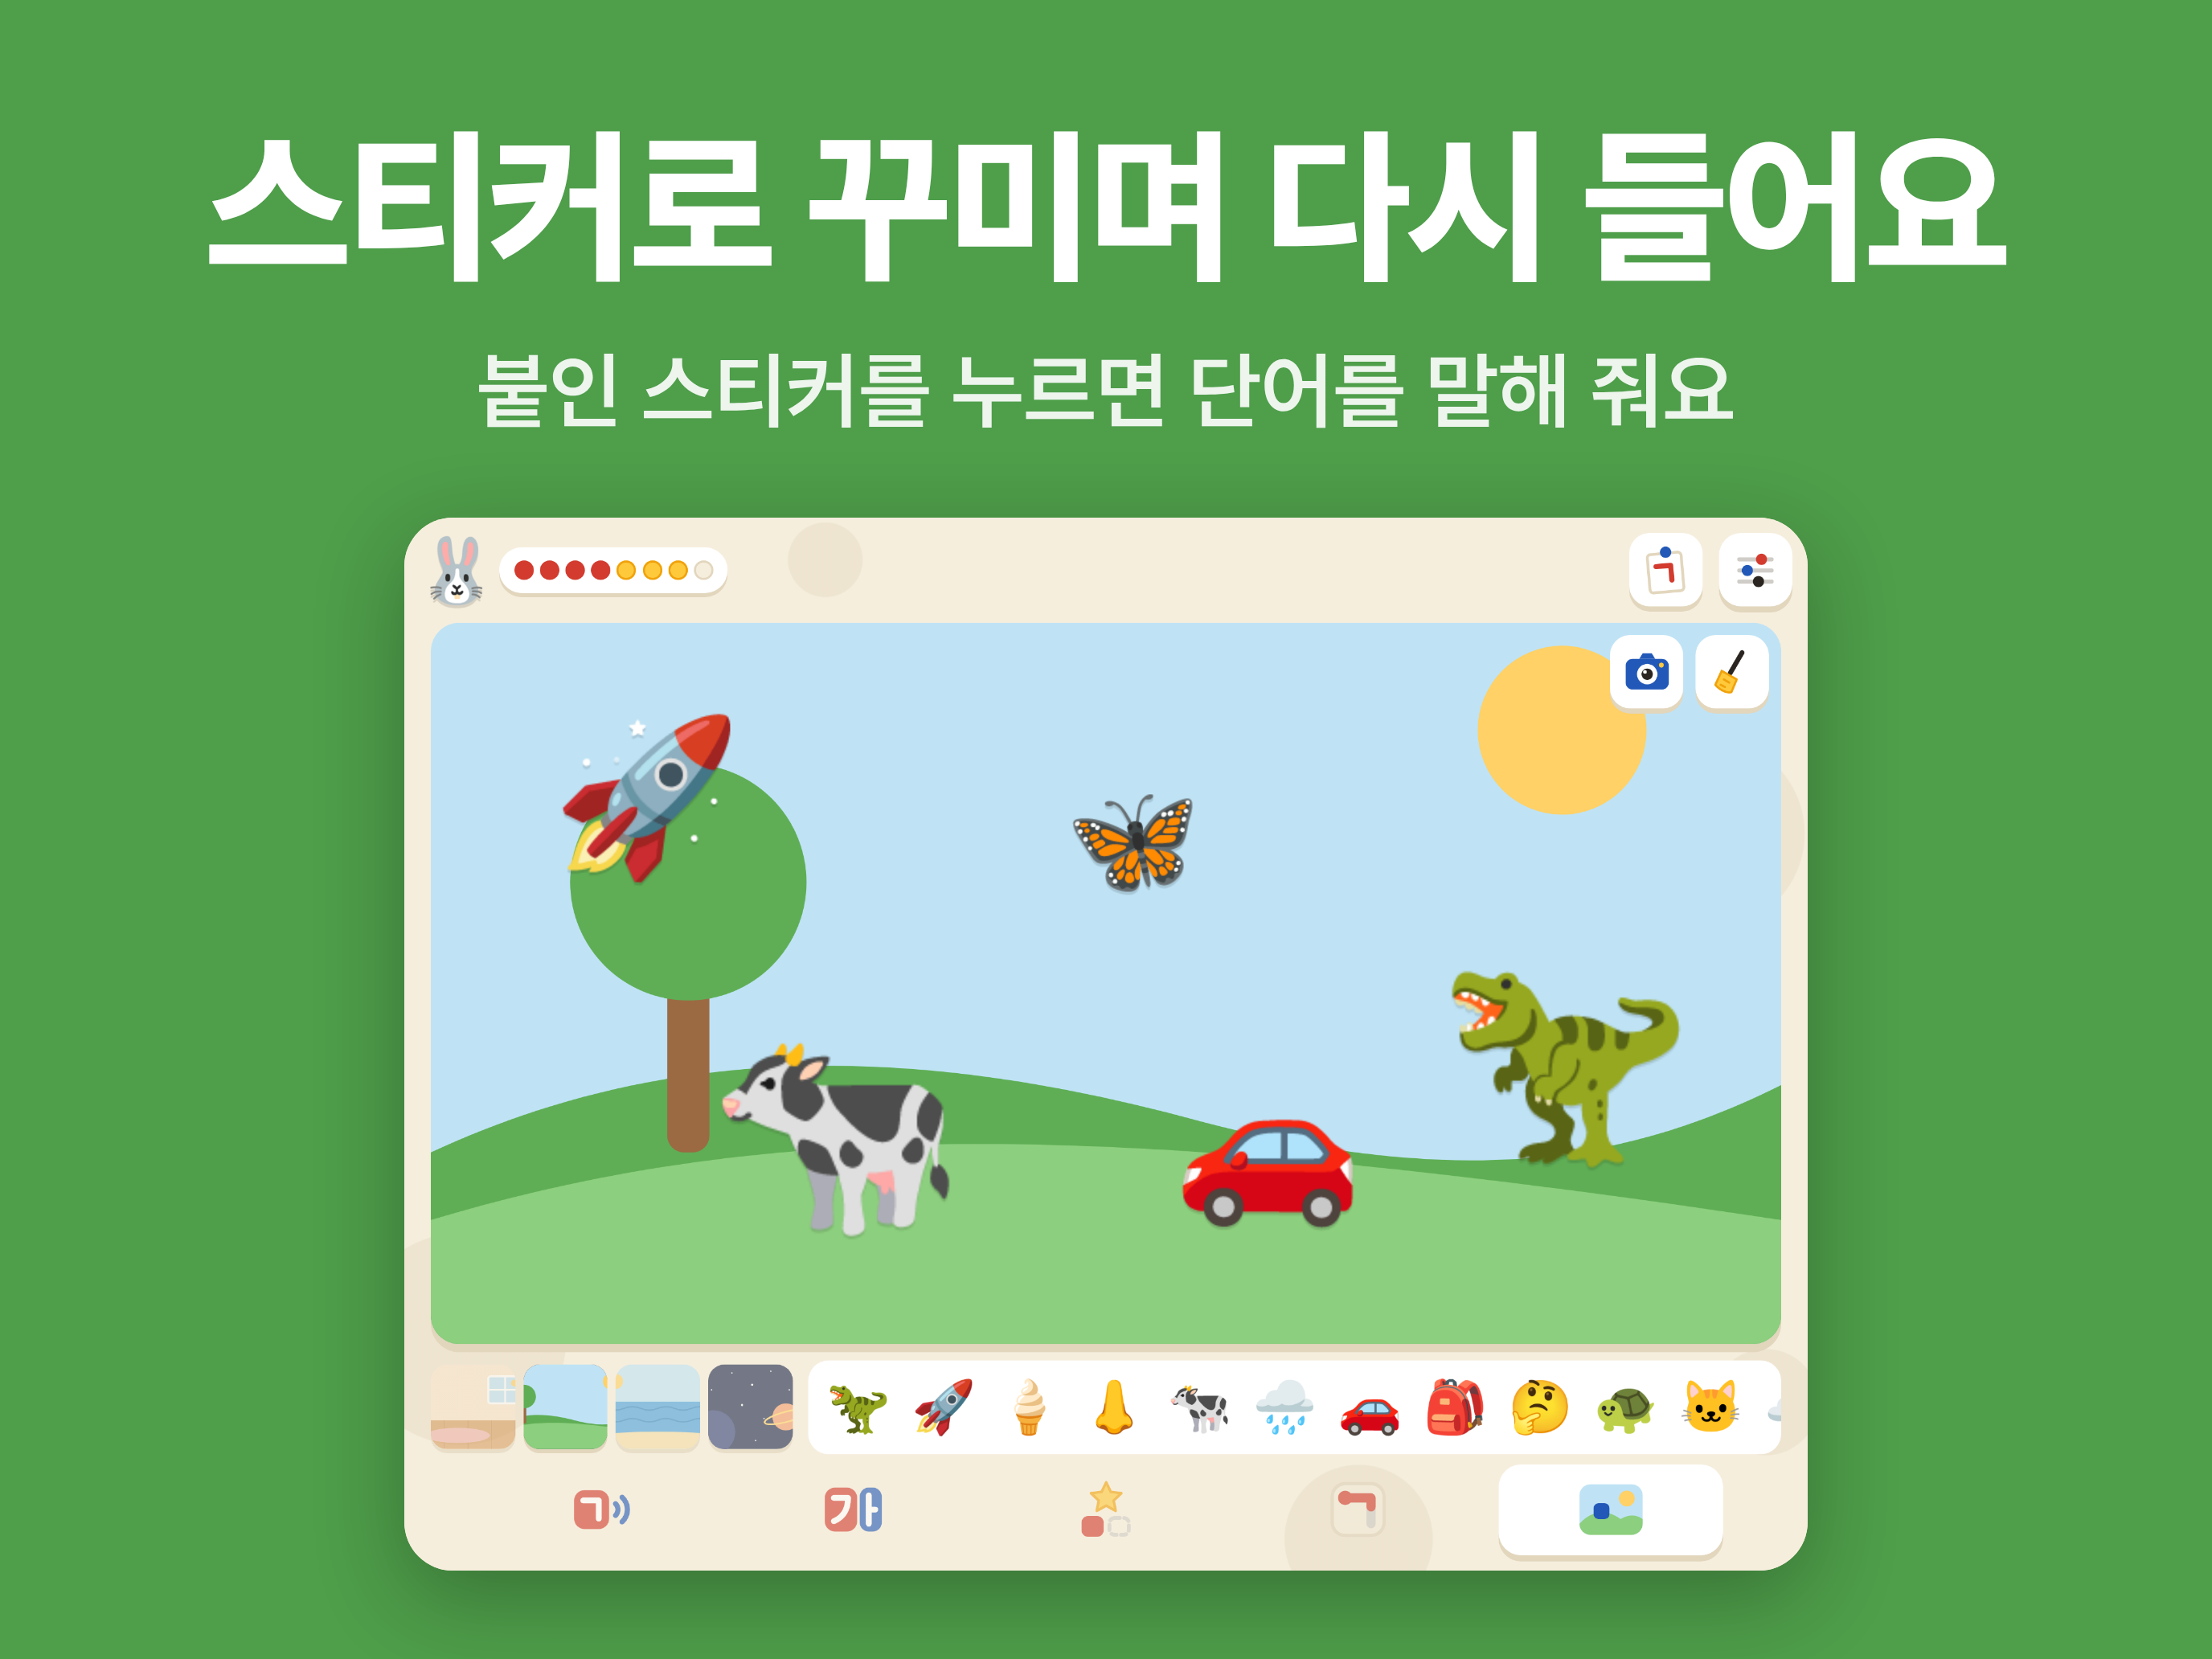 스티커로 꾸미며 다시 들어요
붙인 스티커를 누르면 단어를 말해 줘요
ㄱ
ㄱ 가 ㄱ